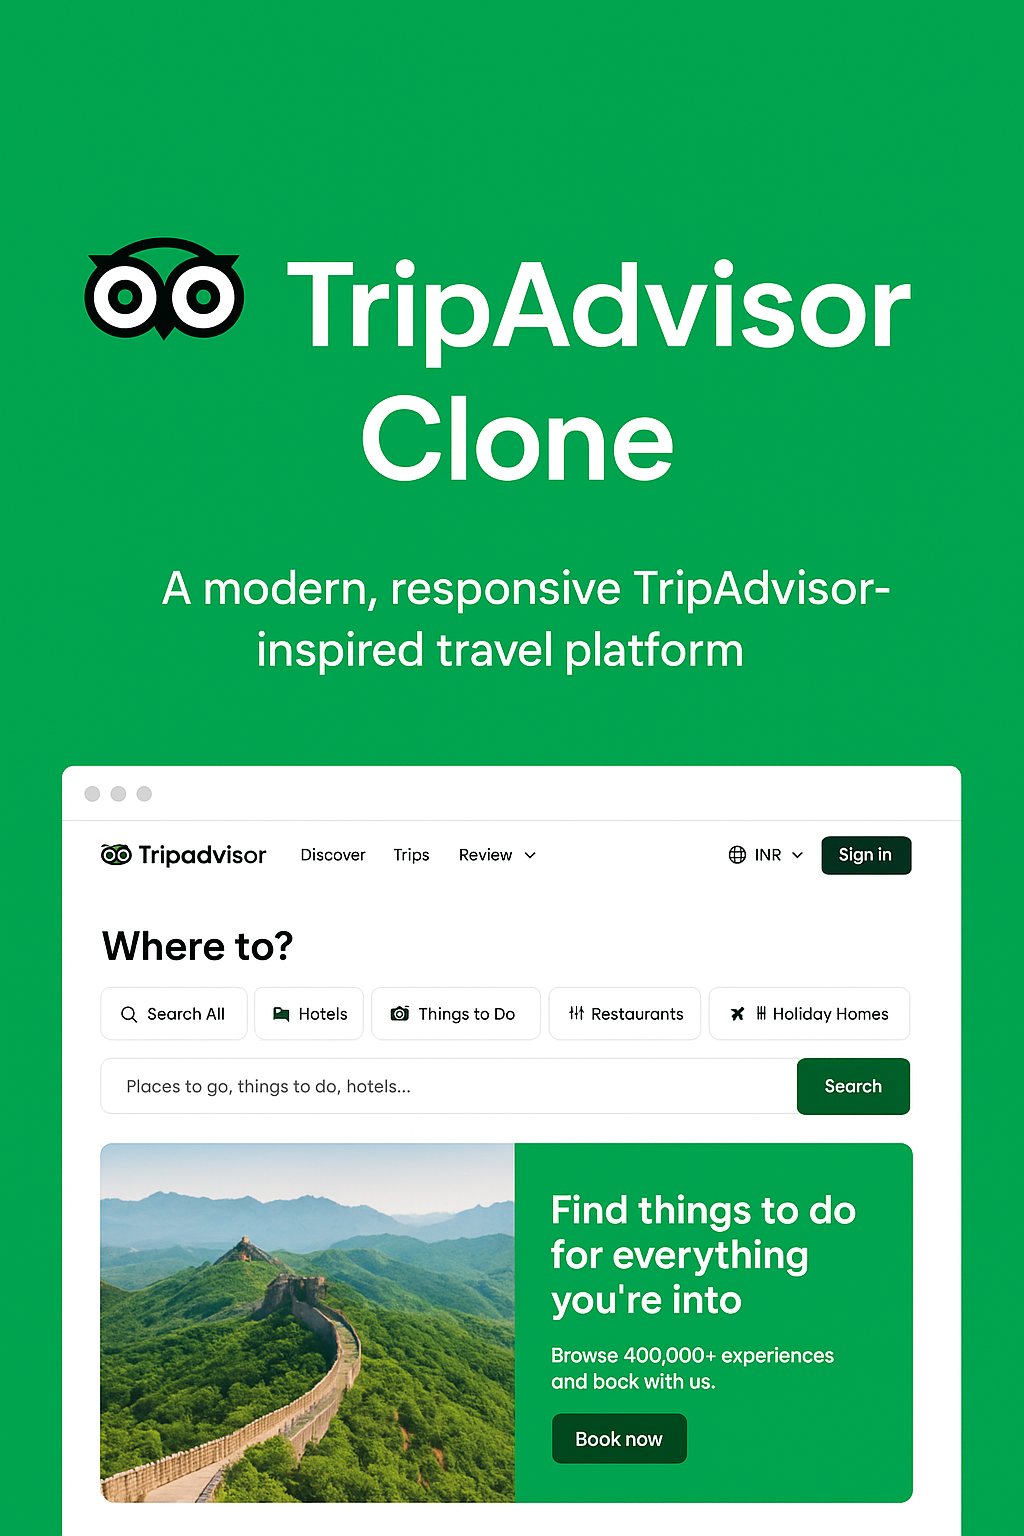 TripAdvisor
Clone
A modern, responsive TripAdvisor-
inspired travel platform
Tripadvisor Discover Trips Review INR Sign in
Where to?
Search All Hotels Things to Do Restaurants Holiday Homes
Places to go, things to do, hotels... Search
Find things to do
for everything
you're into
Browse 400,000+ experiences
and bock with us.
Book now